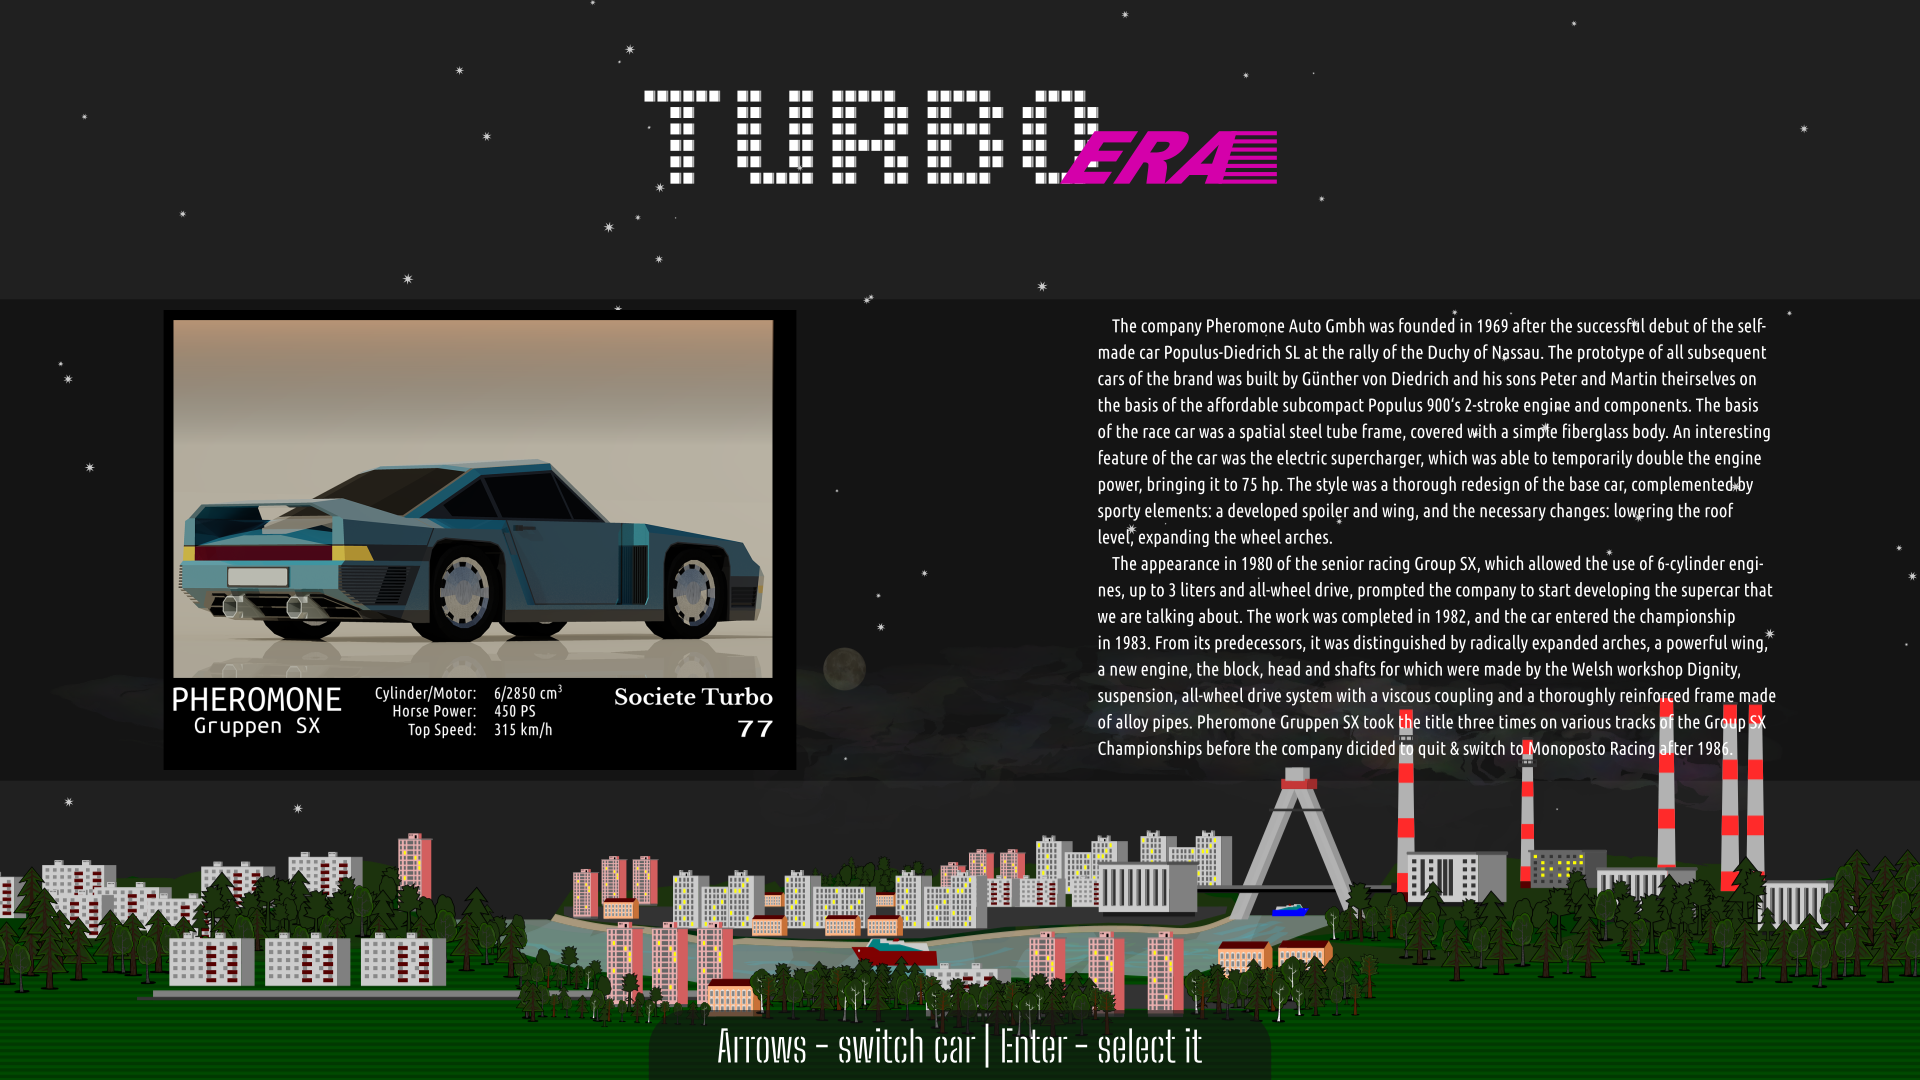 TURBO ERA
The company Pheromone Auto Gmbh was founded in 1969 after the successful debut of the self-
made car Populus-Diedrich SL at the rally of the Duchy of Nassau. The prototype of all subsequent
cars of the brand was built by Günther von Diedrich and his sons Peter and Martin theirselves on
the basis of the affordable subcompact Populus 900's 2-stroke engine and components. The basis
of the race car was a spatial steel tube frame, covered with a simple fiberglass body. An interesting
feature of the car was the electric supercharger, which was able to temporarily double the engine
power, bringing it to 75 hp. The style was a thorough redesign of the base car, complemented by
sporty elements: a developed spoiler and wing, and the necessary changes: lowering the roof
level, expanding the wheel arches.
The appearance in 1980 of the senior racing Group SX, which allowed the use of 6-cylinder engi-
nes, up to 3 liters and all-wheel drive, prompted the company to start developing the supercar that
we are talking about. The work was completed in 1982, and the car entered the championship
in 1983. From its predecessors, it was distinguished by radically expanded arches, a powerful wing,
a new engine, the block, head and shafts for which were made by the Welsh workshop Dignity,
suspension, all-wheel drive system with a viscous coupling and a thoroughly reinforced frame made
of alloy pipes. Pheromone Gruppen SX took the title three times on various tracks of the Group SX
Championships before the company dicided to quit & switch to Monoposto Racing after 1986.
PHEROMONE
Gruppen SX
Cylinder/Motor: 6/2850 cm³
Horse Power: 450 PS
Top Speed: 315 km/h
Societe Turbo
77
Arrows - switch car | Enter - select it